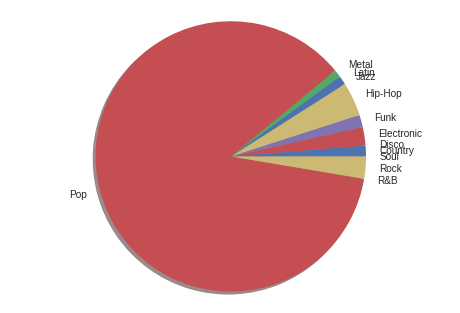 Metal
Latin
Jazz
Hip-Hop
Funk
Electronic
Disco
Country
Soul
Rock
R&B
Pop